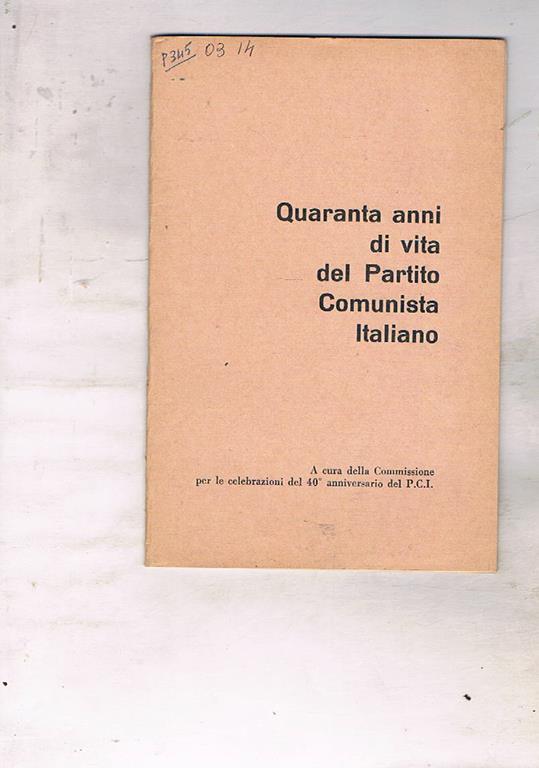 P345 03 14
Quaranta anni
di vita
del Partito
Comunista
Italiano
A cura della Commissione
per le celebrazioni del 40° anniversario del P.C.I.